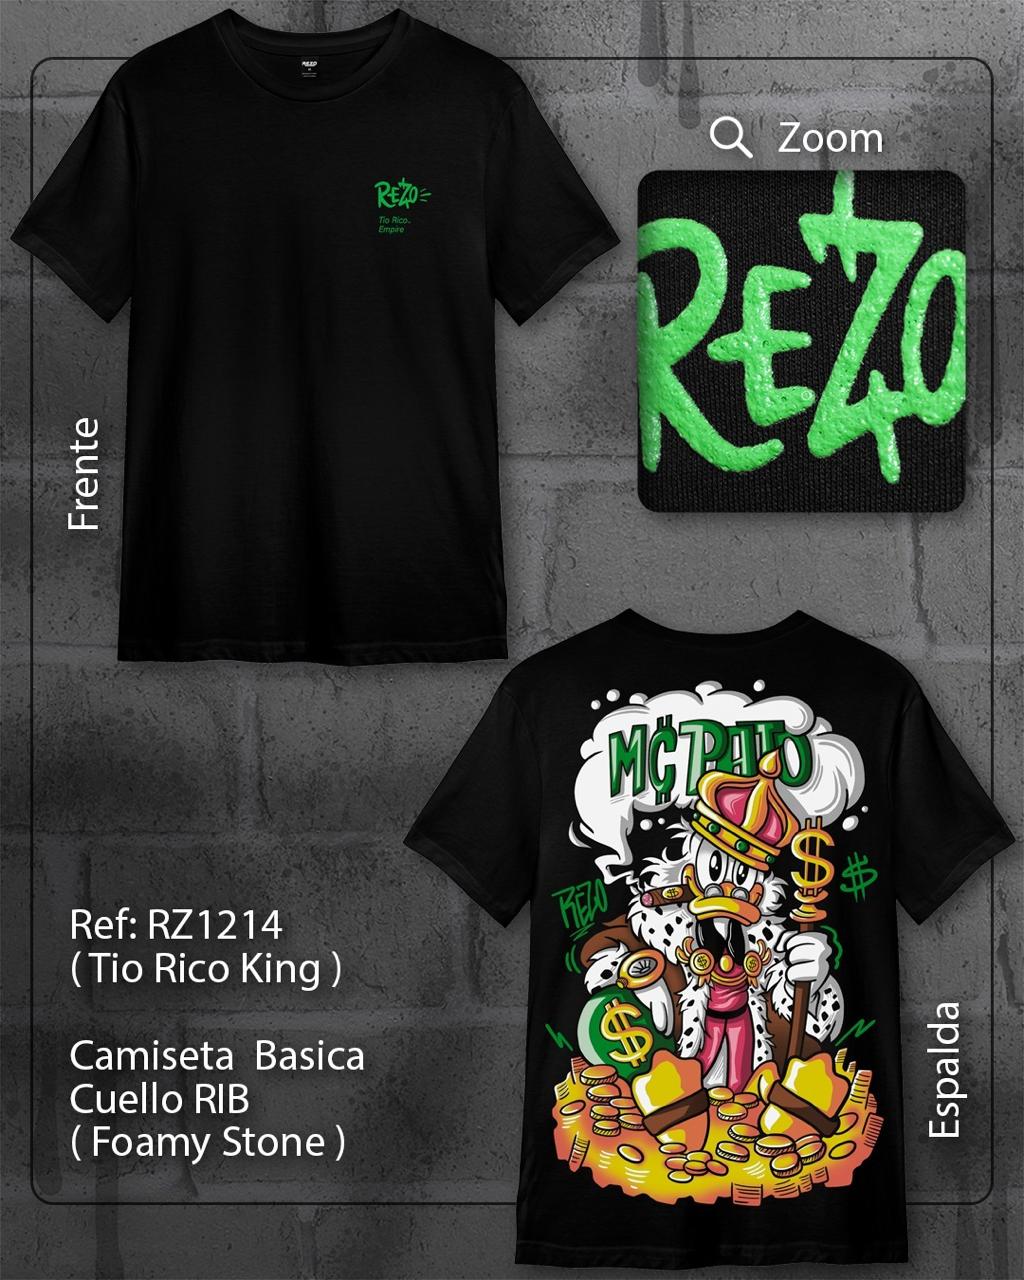 REZO
REZO
Tio Rico
Empire
Frente
Zoom
REZO
MC PATO
REZO
$
$
$
Ref: RZ1214
( Tio Rico King )
Camiseta Basica
Cuello RIB
( Foamy Stone )
Espalda